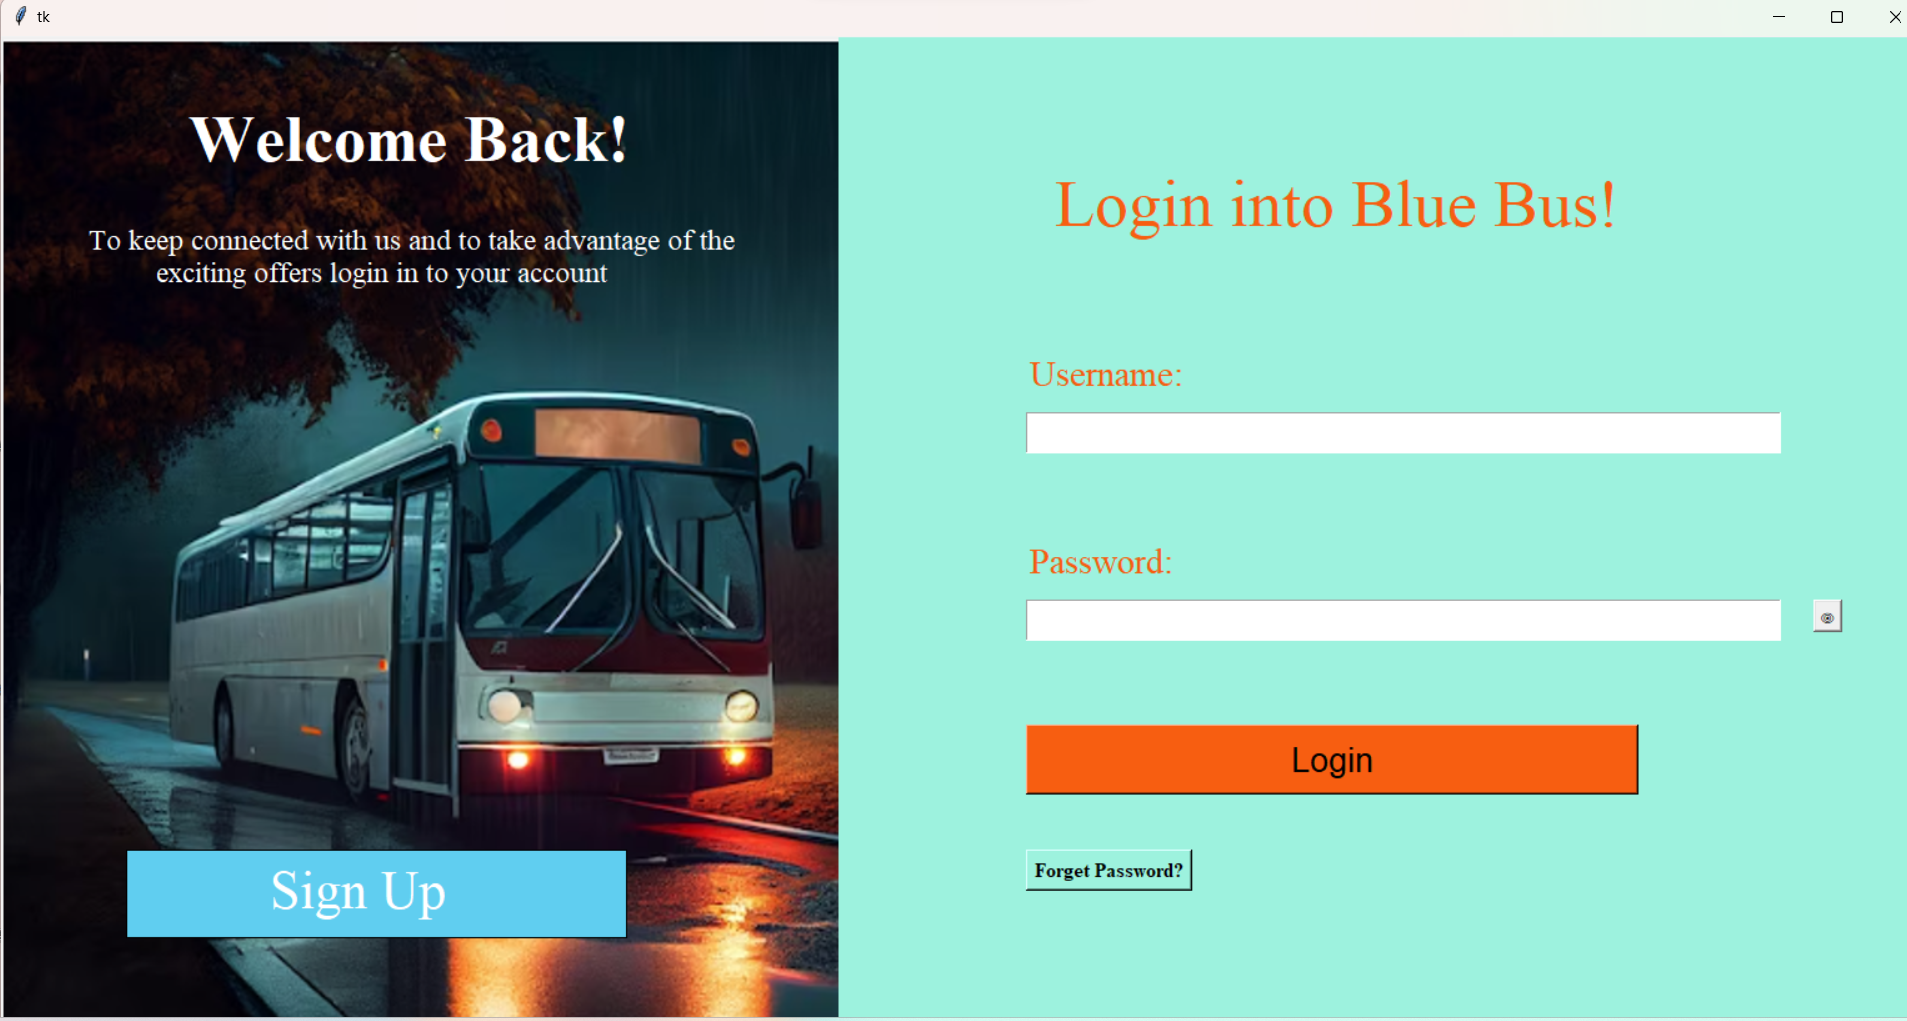 tk
Welcome Back!
To keep connected with us and to take advantage of the
exciting offers login in to your account
Sign Up
Login into Blue Bus!
Username:
Password:
Login
Forget Password?